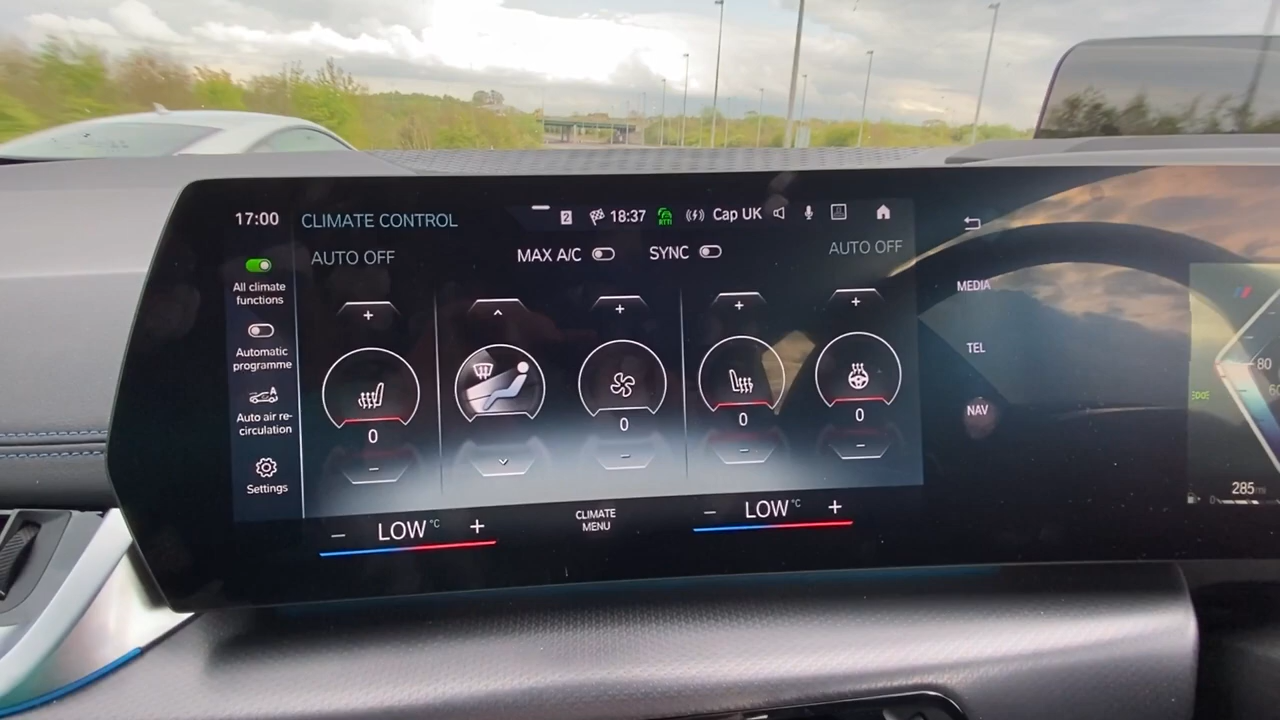 17:00
CLIMATE CONTROL
2
18:37
RTTI
Cap UK
AUTO OFF
MAX A/C
SYNC
AUTO OFF
All climate
functions
Automatic
programme
Auto air re-
circulation
Settings
+
+
+
+
0
0
0
0
−
−
−
−
− LOW °C +
CLIMATE
MENU
− LOW °C +
MEDIA
TEL
NAV
80
285 mi
0